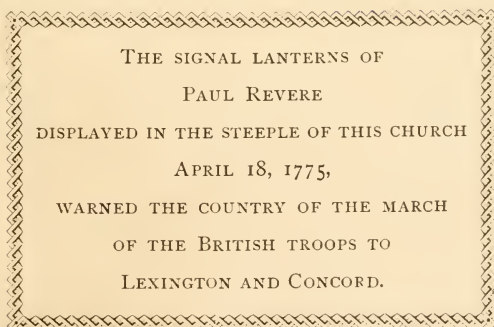 The signal lanterns of
Paul Revere
displayed in the steeple of this church
April 18, 1775,
warned the country of the march
of the British troops to
Lexington and Concord.